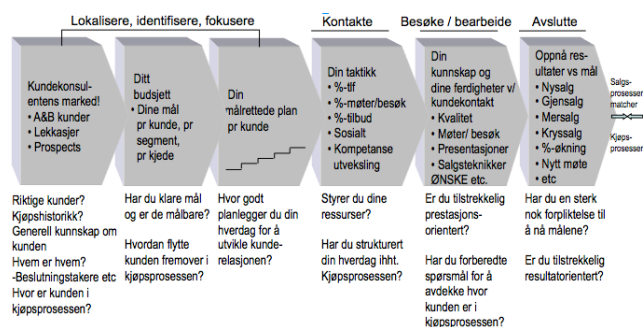 Lokalisere, identifisere, fokusere
Kontakte
Besøke / bearbeide
Avslutte
Kundekonsul-
entens marked!
• A&B kunder
• Lekkasjer
• Prospects
Ditt
budsjett
• Dine mål
pr kunde, pr
segment,
pr kjede
Din
målrettede plan
pr kunde
Din taktikk
• %-tlf
• %-møter/besøk
• %-tilbud
• Sosialt
• Kompetanse
utveksling
Din
kunnskap og
dine ferdigheter v/
kundekontakt
• Kvalitet
• Møter/ besøk
• Presentasjoner
• Salgsteknikker
ØNSKE etc.
Oppnå res-
ultater vs mål
• Nysalg
• Gjensalg
• Mersalg
• Kryssalg
• %-økning
• Nytt møte
• etc
Salgs-
prosessen
matcher
Kjøps-
prosessen
Riktige kunder?
Kjøpshistorikk?
Generell kunnskap om
kunden
Hvem er hvem?
-Beslutningstakere etc
Hvor er kunden i
kjøpsprosessen?
Har du klare mål
og er de målbare?
Hvordan flytte
kunden fremover i
kjøpsprosessen?
Hvor godt
planlegger du din
hverdag for å
utvikle kunde-
relasjonen?
Styrer du dine
ressurser?
Har du strukturert
din hverdag ihht.
Kjøpsprosessen?
Er du tilstrekkelig
prestasjons-
orientert?
Har du forberedte
spørsmål for å
avdekke hvor
kunden er i
kjøpsprosessen?
Har du en sterk
nok forpliktelse til
å nå målene?
Er du tilstrekkelig
resultatorientert?